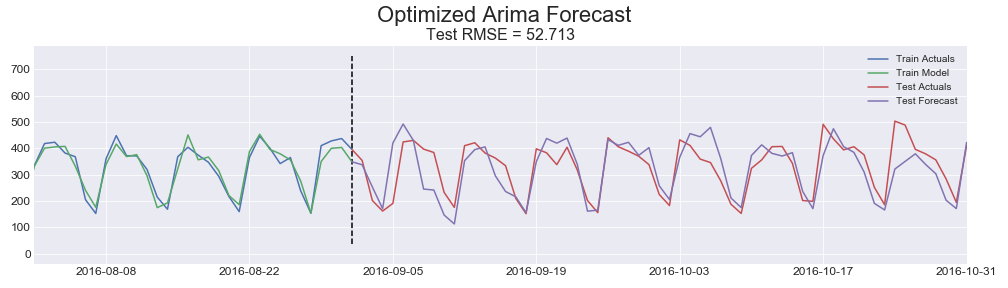 Optimized Arima Forecast
Test RMSE = 52.713
Train Actuals
Train Model
Test Actuals
Test Forecast
700
600
500
400
300
200
100
0
2016-08-08
2016-08-22
2016-09-05
2016-09-19
2016-10-03
2016-10-17
2016-10-31